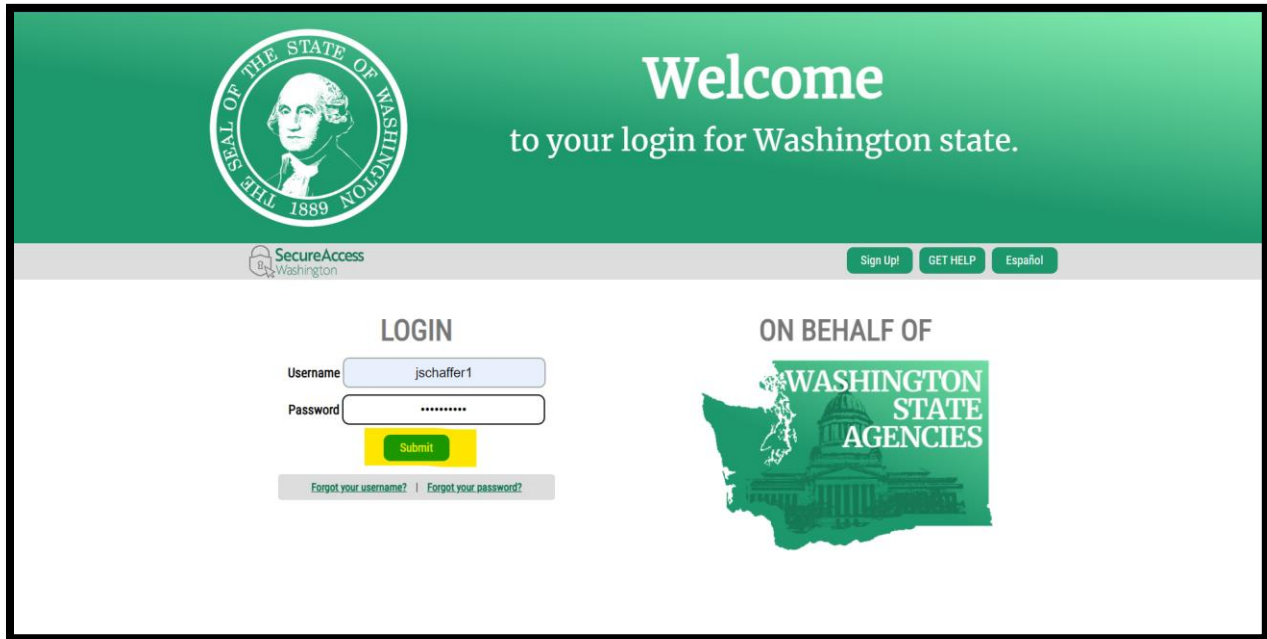 THE SEAL OF THE STATE OF WASHINGTON
1889
Welcome
to your login for Washington state.
SecureAccess
Washington
Sign Up!
GET HELP
Español
LOGIN
Username
jschaffer1
Password
••••••••••
Submit
Forgot your username? | Forgot your password?
ON BEHALF OF
WASHINGTON
STATE
AGENCIES